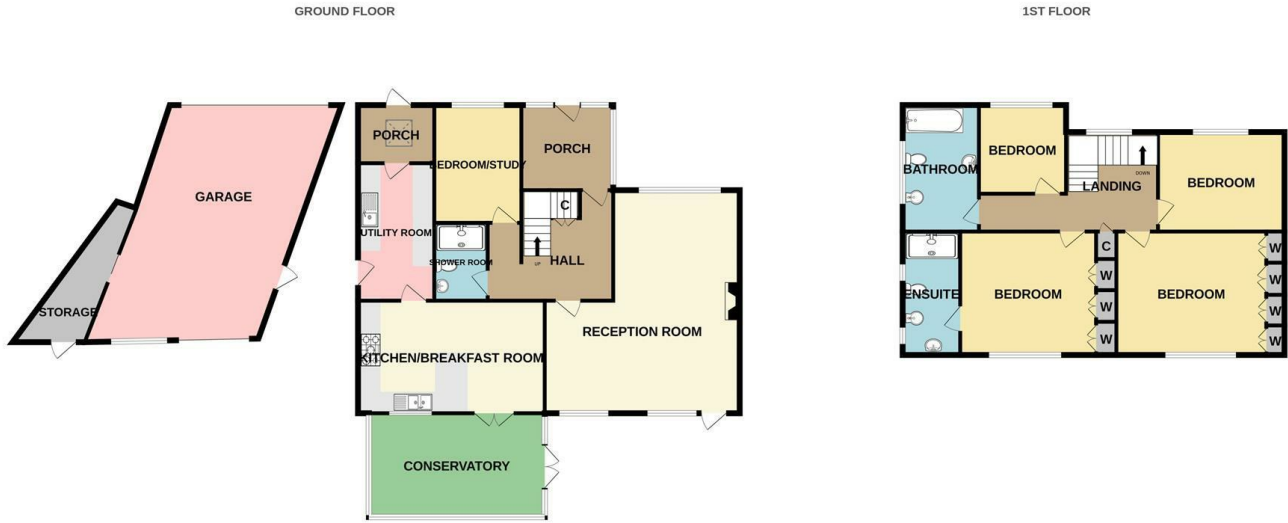 GROUND FLOOR
1ST FLOOR
GARAGE
STORAGE
PORCH
BEDROOM/STUDY
PORCH
C
UTILITY ROOM
SHOWER ROOM
UP
HALL
RECEPTION ROOM
KITCHEN/BREAKFAST ROOM
CONSERVATORY
BATHROOM
BEDROOM
DOWN
LANDING
BEDROOM
ENSUITE
BEDROOM
C
W
W
W
BEDROOM
W
W
W
W